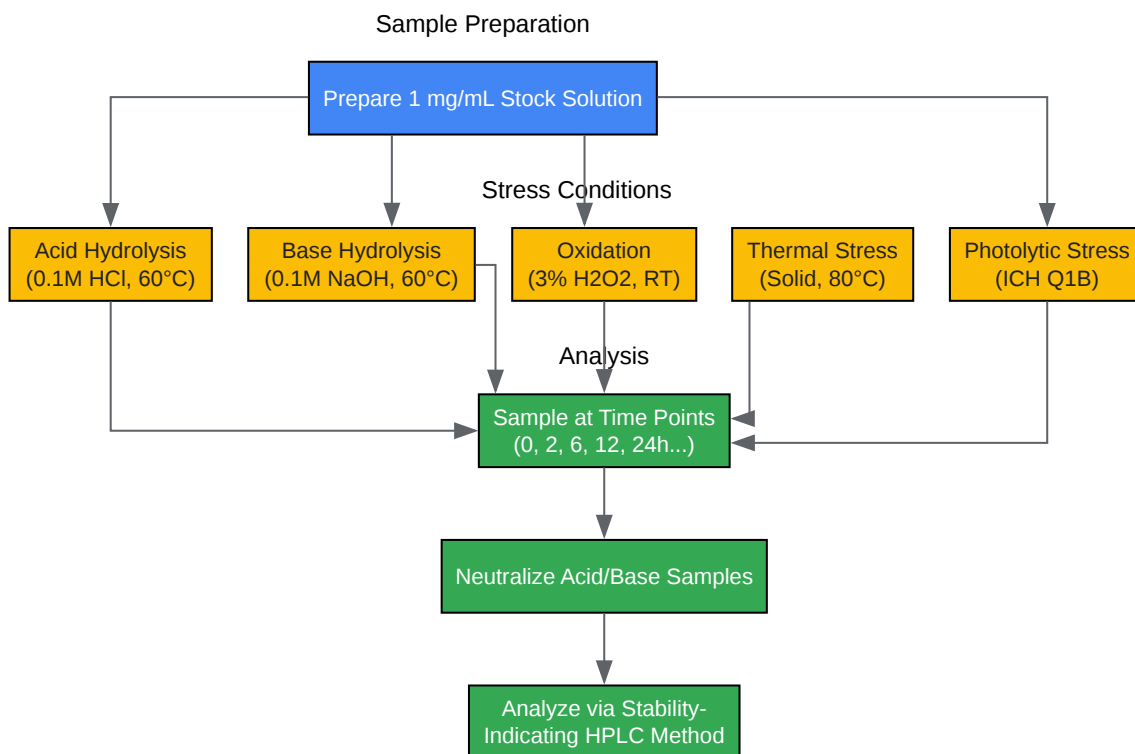 Sample Preparation
Prepare 1 mg/mL Stock Solution
Stress Conditions
Acid Hydrolysis
(0.1M HCl, 60°C)
Base Hydrolysis
(0.1M NaOH, 60°C)
Oxidation
(3% H2O2, RT)
Thermal Stress
(Solid, 80°C)
Photolytic Stress
(ICH Q1B)
Analysis
Sample at Time Points
(0, 2, 6, 12, 24h...)
Neutralize Acid/Base Samples
Analyze via Stability-
Indicating HPLC Method